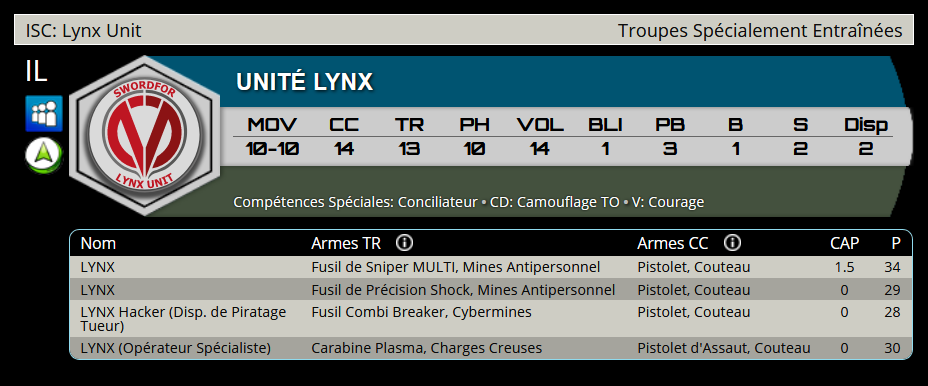 ISC: Lynx Unit Troupes Spécialement Entraînées
IL
SWORDFOR
LYNX UNIT
UNITÉ LYNX
MOV CC TR PH VOL BLI PB B S Disp
10-10 14 13 10 14 1 3 1 2 2
Compétences Spéciales: Conciliateur • CD: Camouflage TO • V: Courage
Nom Armes TR Armes CC CAP P
LYNX Fusil de Sniper MULTI, Mines Antipersonnel Pistolet, Couteau 1.5 34
LYNX Fusil de Précision Shock, Mines Antipersonnel Pistolet, Couteau 0 29
LYNX Hacker (Disp. de Piratage Fusil Combi Breaker, Cybermines Pistolet, Couteau 0 28
Tueur)
LYNX (Opérateur Spécialiste) Carabine Plasma, Charges Creuses Pistolet d'Assaut, Couteau 0 30